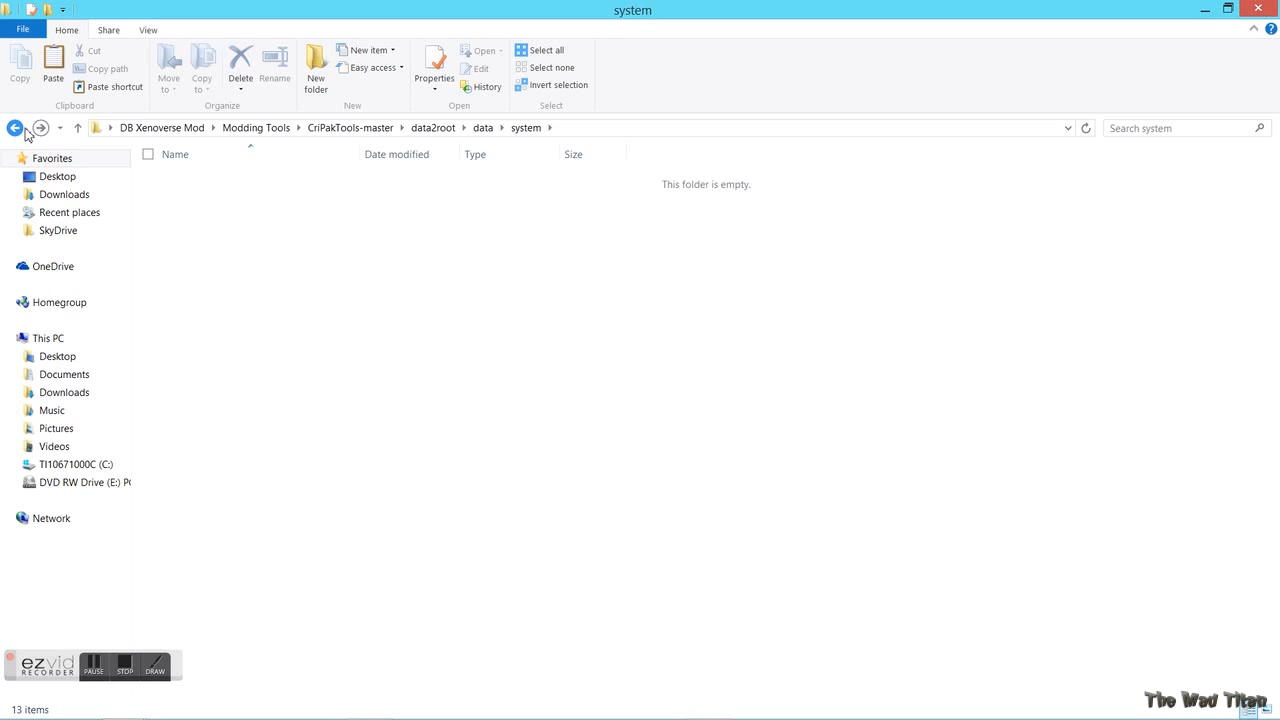 system
File
Home
Share
View
Copy
Paste
Cut
Copy path
Paste shortcut
Clipboard
Move to
Copy to
Delete
Rename
Organize
New folder
New item
Easy access
New
Properties
Open
Edit
History
Open
Select all
Select none
Invert selection
Select
DB Xenoverse Mod
Modding Tools
CriPakTools-master
data2root
data
system
Search system
Name
Date modified
Type
Size
This folder is empty.
Favorites
Desktop
Downloads
Recent places
SkyDrive
OneDrive
Homegroup
This PC
Desktop
Documents
Downloads
Music
Pictures
Videos
TI10671000C (C:)
DVD RW Drive (E:) P
Network
ezvid
RECORDER
PAUSE
STOP
DRAW
13 items
The Mad Titan